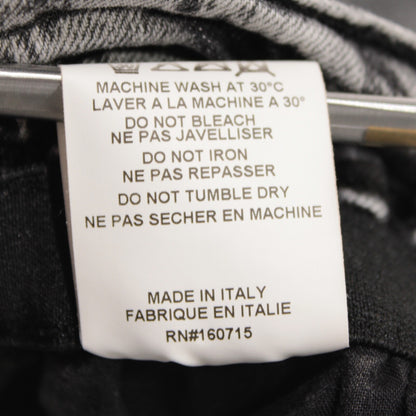 MACHINE WASH AT 30°C
LAVER A LA MACHINE A 30°
DO NOT BLEACH
NE PAS JAVELLISER
DO NOT IRON
NE PAS REPASSER
DO NOT TUMBLE DRY
NE PAS SECHER EN MACHINE
MADE IN ITALY
FABRIQUE EN ITALIE
RN#160715